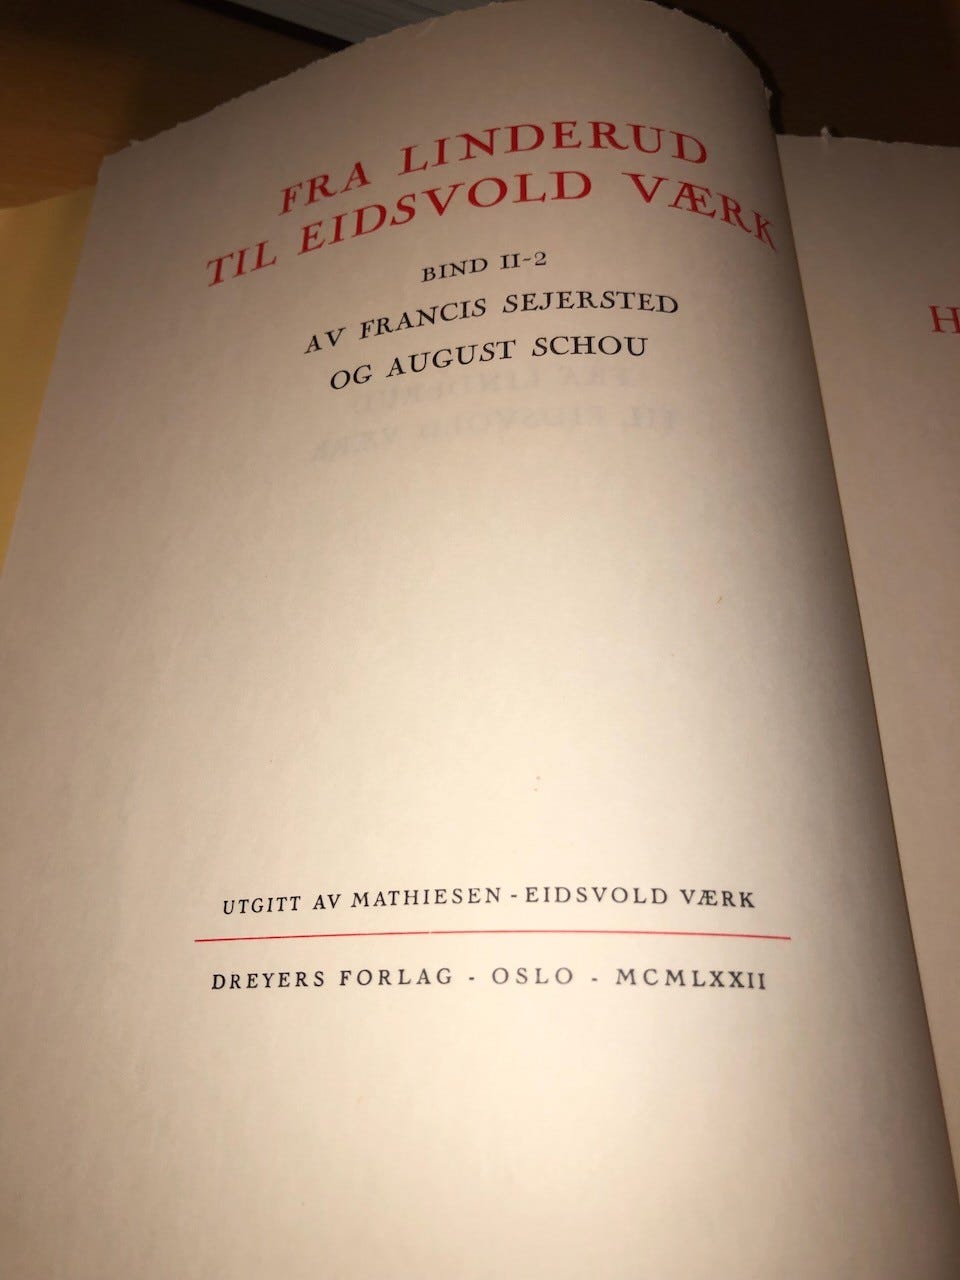 FRA LINDERUD
TIL EIDSVOLD VÆRK
BIND II-2
AV FRANCIS SEJERSTED
OG AUGUST SCHOU
UTGITT AV MATHIESEN - EIDSVOLD VÆRK
DREYERS FORLAG - OSLO - MCMLXXII
H